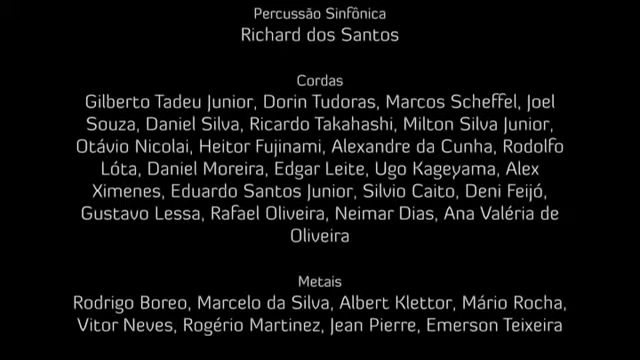 Percussão Sinfônica
Richard dos Santos
Cordas
Gilberto Tadeu Junior, Dorin Tudoras, Marcos Scheffel, Joel
Souza, Daniel Silva, Ricardo Takahashi, Milton Silva Junior,
Otávio Nicolai, Heitor Fujinami, Alexandre da Cunha, Rodolfo
Lóta, Daniel Moreira, Edgar Leite, Ugo Kageyama, Alex
Ximenes, Eduardo Santos Junior, Silvio Caito, Deni Feijó,
Gustavo Lessa, Rafael Oliveira, Neimar Dias, Ana Valéria de
Oliveira
Metais
Rodrigo Boreo, Marcelo da Silva, Albert Klettor, Mário Rocha,
Vitor Neves, Rogério Martinez, Jean Pierre, Emerson Teixeira